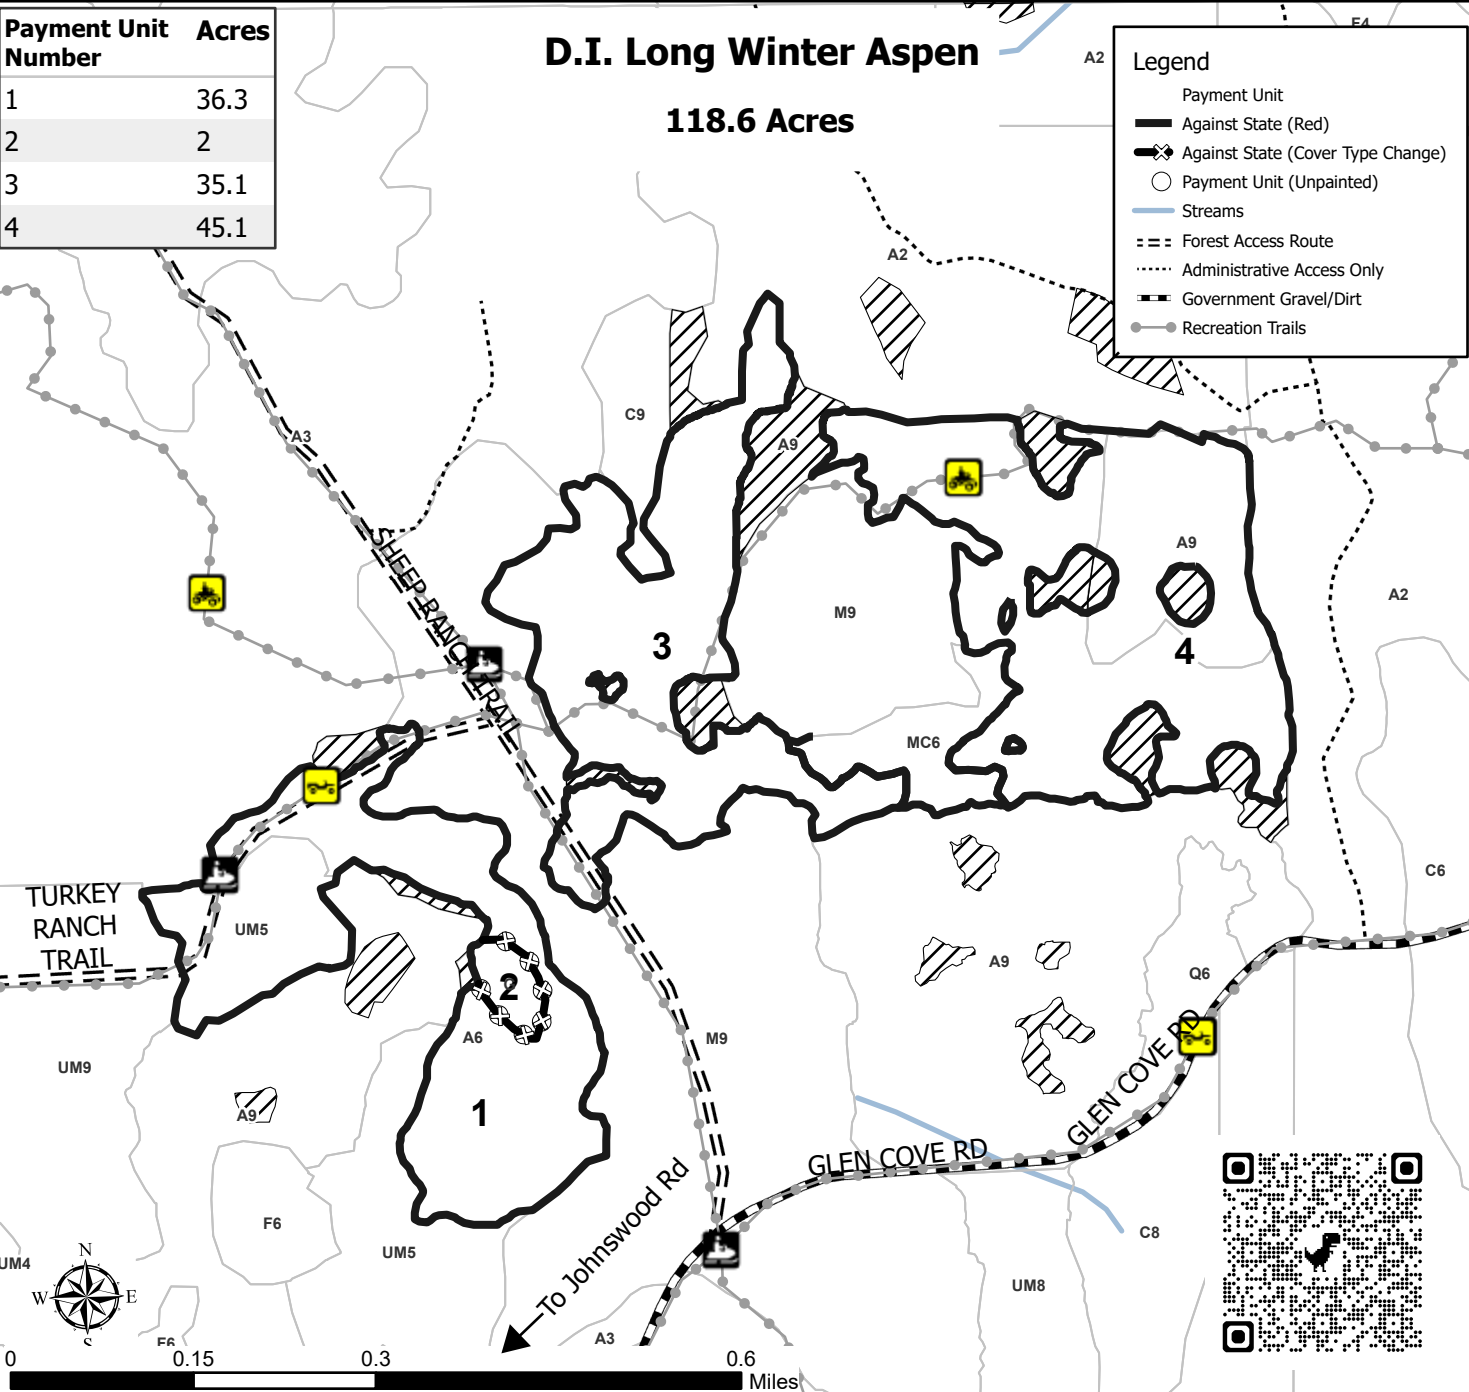 Payment Unit Number Acres
1 36.3
2 2
3 35.1
4 45.1
D.I. Long Winter Aspen
118.6 Acres
Legend
Payment Unit
Against State (Red)
Against State (Cover Type Change)
Payment Unit (Unpainted)
Streams
Forest Access Route
Administrative Access Only
Government Gravel/Dirt
Recreation Trails
F4
A2
A2
C9
A3
A9
A9
A2
M9
SHEEP RANCH TRAIL
3
4
MC6
C6
TURKEY
RANCH
TRAIL
UM5
2
A9
Q6
A6
M9
UM9
A9
1
GLEN COVE RD
GLEN COVE RD
To Johnswood Rd
F6
UM5
C8
UM4
UM8
A3
F6
N
W E
S
0 0.15 0.3 0.6
Miles